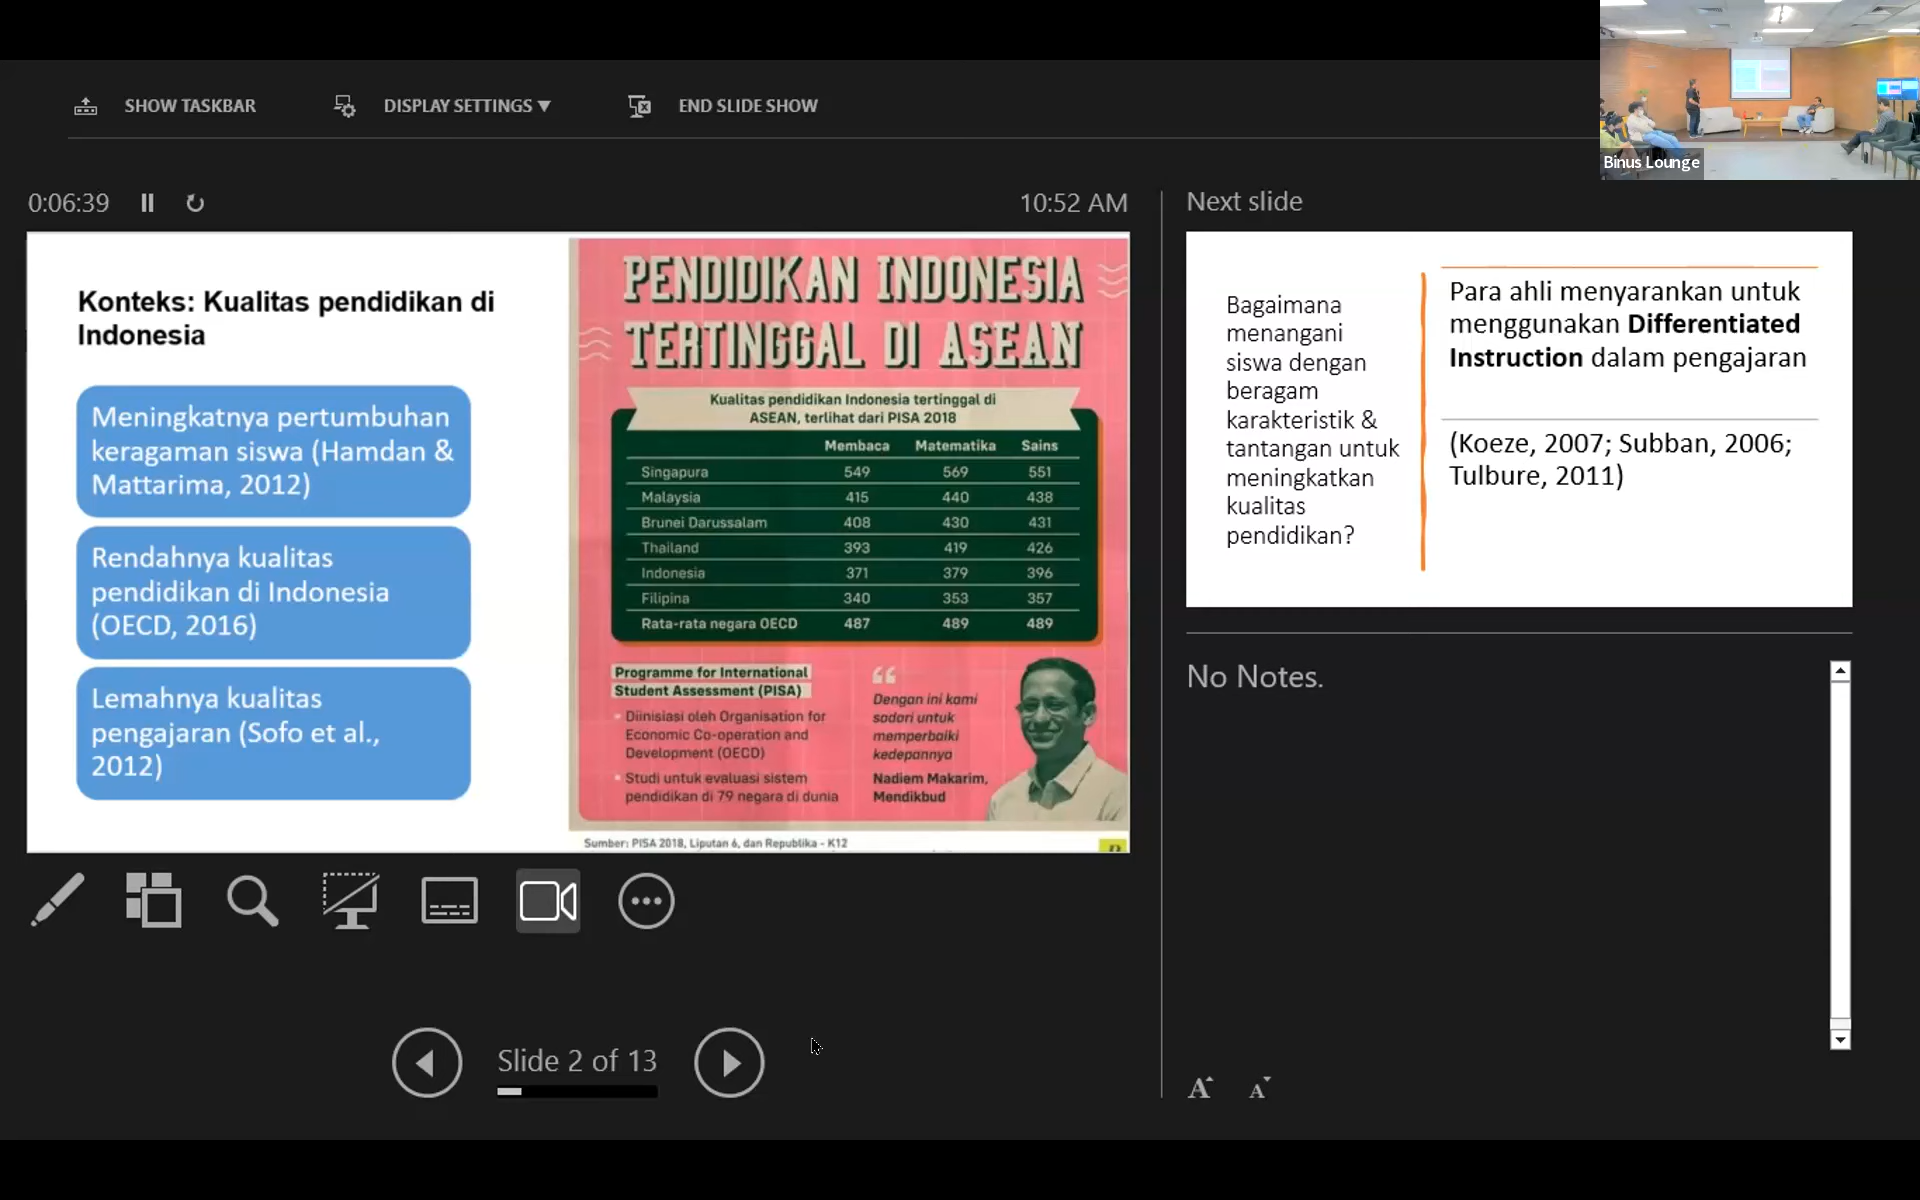 Binus Lounge
SHOW TASKBAR
DISPLAY SETTINGS ▼
END SLIDE SHOW
0:06:39
10:52 AM
Konteks: Kualitas pendidikan di
Indonesia
Meningkatnya pertumbuhan
keragaman siswa (Hamdan &
Mattarima, 2012)
Rendahnya kualitas
pendidikan di Indonesia
(OECD, 2016)
Lemahnya kualitas
pengajaran (Sofo et al.,
2012)
PENDIDIKAN INDONESIA
TERTINGGAL DI ASEAN
Kualitas pendidikan Indonesia tertinggal di
ASEAN, terlihat dari PISA 2018
Membaca Matematika Sains
Singapura 549 569 551
Malaysia 415 440 438
Brunei Darussalam 408 430 431
Thailand 393 419 426
Indonesia 371 379 396
Filipina 340 353 357
Rata-rata negara OECD 487 489 489
Programme for International
Student Assessment (PISA)
Diinisiasi oleh Organisation for
Economic Co-operation and
Development (OECD)
Studi untuk evaluasi sistem
pendidikan di 79 negara di dunia
“
Dengan ini kami
sadari untuk
memperbaiki
kedepannya
Nadiem Makarim,
Mendikbud
Sumber: PISA 2018, Liputan 6, dan Republika - K12
Next slide
Bagaimana
menangani
siswa dengan
beragam
karakteristik &
tantangan untuk
meningkatkan
kualitas
pendidikan?
Para ahli menyarankan untuk
menggunakan Differentiated
Instruction dalam pengajaran
(Koeze, 2007; Subban, 2006;
Tulbure, 2011)
No Notes.
Slide 2 of 13
A A